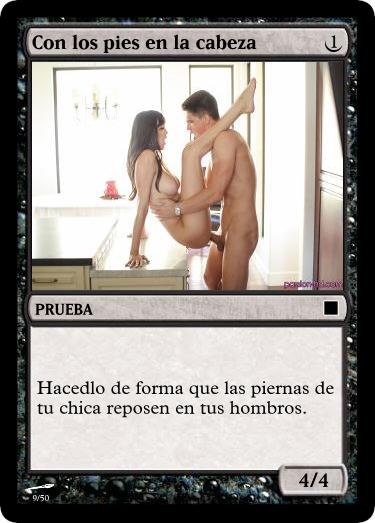 Con los pies en la cabeza 1
PRUEBA
Hacedlo de forma que las piernas de
tu chica reposen en tus hombros.
4/4
9/50